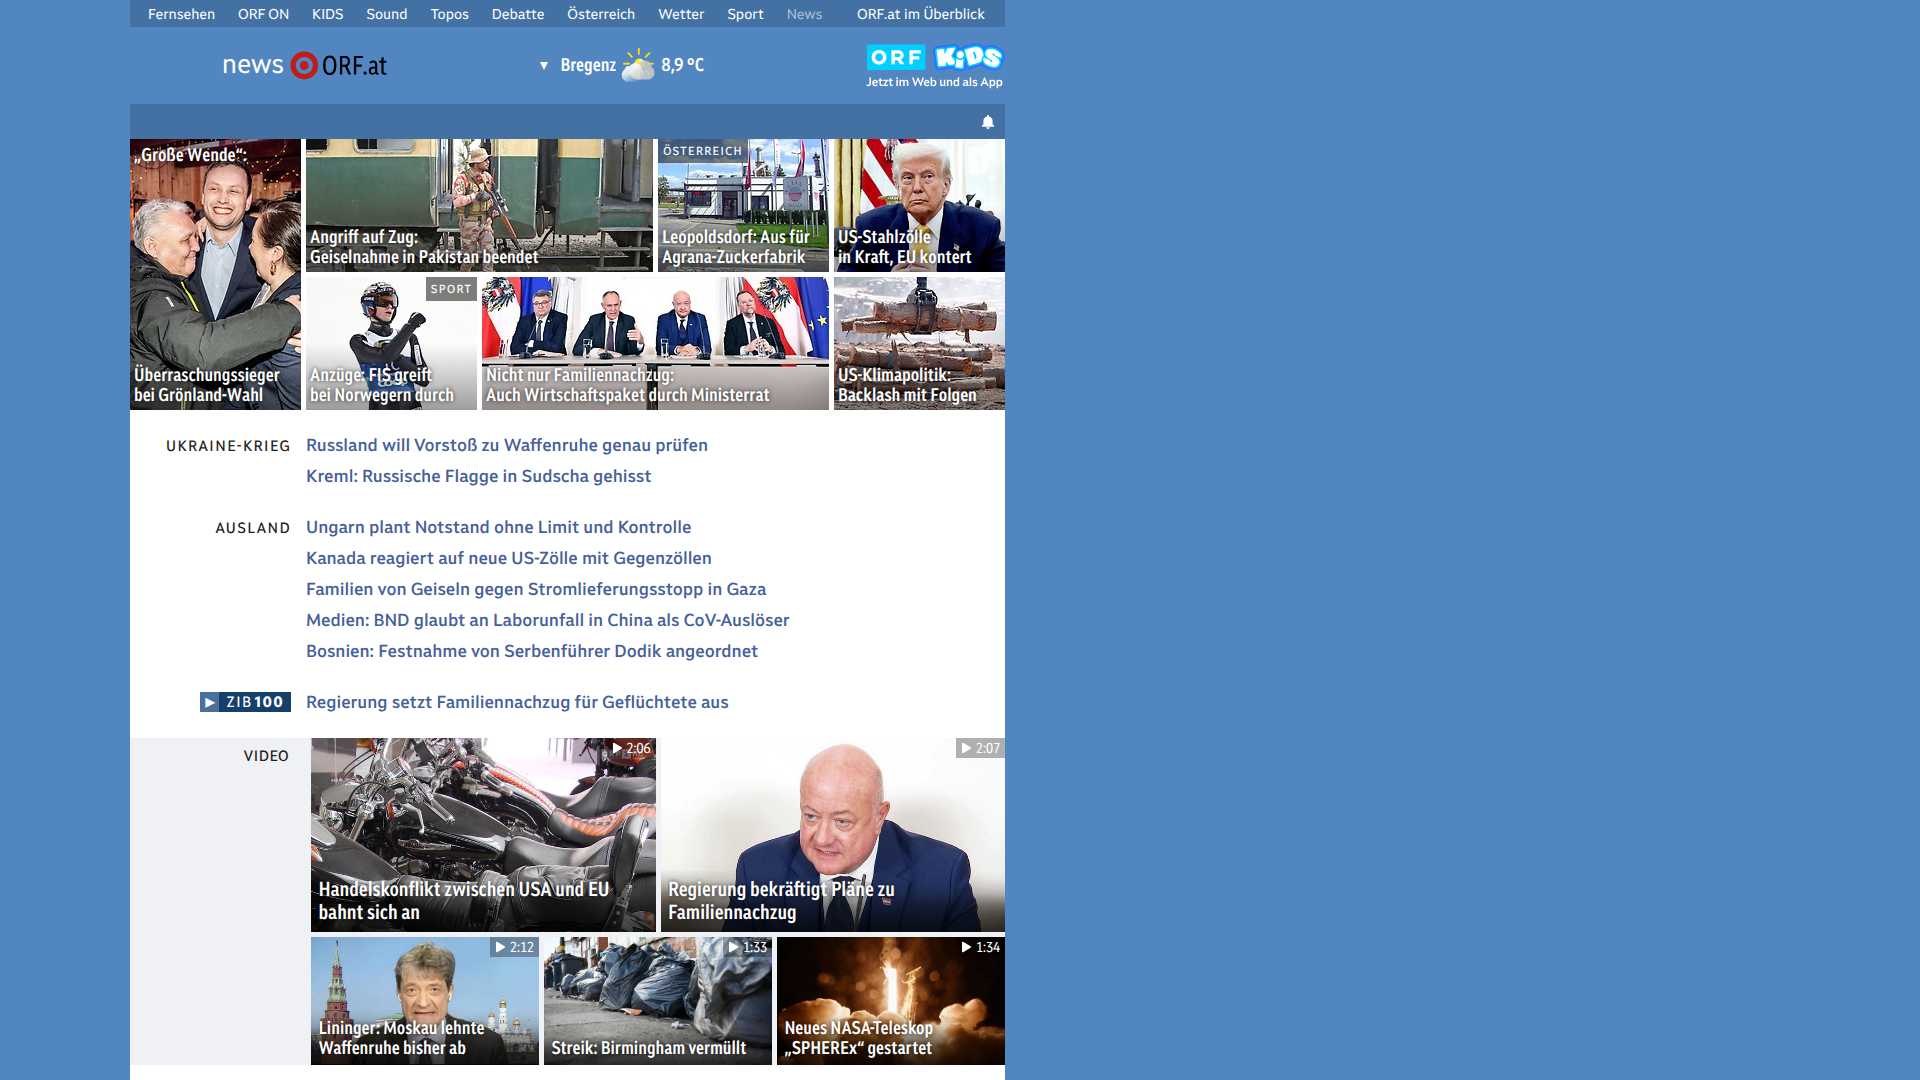 Fernsehen ORF ON KIDS Sound Topos Debatte Österreich Wetter Sport News ORF.at im Überblick
news ORF.at
▼ Bregenz 8,9 °C
ORF KiDS
Jetzt im Web und als App
„Große Wende“:
Überraschungssieger
bei Grönland-Wahl
Angriff auf Zug:
Geiselnahme in Pakistan beendet
ÖSTERREICH
Leopoldsdorf: Aus für
Agrana-Zuckerfabrik
US-Stahlzölle
in Kraft, EU kontert
SPORT
Anzüge: FIS greift
bei Norwegern durch
Nicht nur Familiennachzug:
Auch Wirtschaftspaket durch Ministerrat
US-Klimapolitik:
Backlash mit Folgen
UKRAINE-KRIEG
Russland will Vorstoß zu Waffenruhe genau prüfen
Kreml: Russische Flagge in Sudscha gehisst
AUSLAND
Ungarn plant Notstand ohne Limit und Kontrolle
Kanada reagiert auf neue US-Zölle mit Gegenzöllen
Familien von Geiseln gegen Stromlieferungsstopp in Gaza
Medien: BND glaubt an Laborunfall in China als CoV-Auslöser
Bosnien: Festnahme von Serbenführer Dodik angeordnet
ZIB100
Regierung setzt Familiennachzug für Geflüchtete aus
VIDEO
2:06
Handelskonflikt zwischen USA und EU
bahnt sich an
2:07
Regierung bekräftigt Pläne zu
Familiennachzug
2:12
Lininger: Moskau lehnte
Waffenruhe bisher ab
1:33
Streik: Birmingham vermüllt
1:34
Neues NASA-Teleskop
„SPHEREx“ gestartet